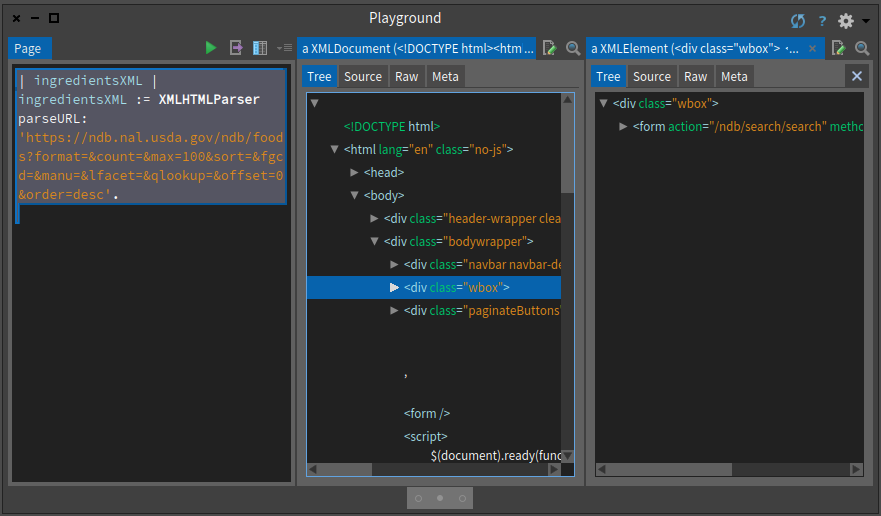 Playground
?
Page
| ingredientsXML |
ingredientsXML := XMLHTMLParser
parseURL:
'https://ndb.nal.usda.gov/ndb/food
s?format=&count=&max=100&sort=&fgc
d=&manu=&lfacet=&qlookup=&offset=0
&order=desc'.
a XMLDocument (<!DOCTYPE html><htm ...
Tree Source Raw Meta
<!DOCTYPE html>
<html lang="en" class="no-js">
<head>
<body>
<div class="header-wrapper clea
<div class="bodywrapper">
<div class="navbar navbar-de
<div class="wbox">
<div class="paginateButtons"
,
<form />
<script>
$(document).ready(func
a XMLElement (<div class="wbox"> ·...
Tree Source Raw Meta
<div class="wbox">
<form action="/ndb/search/search" metho